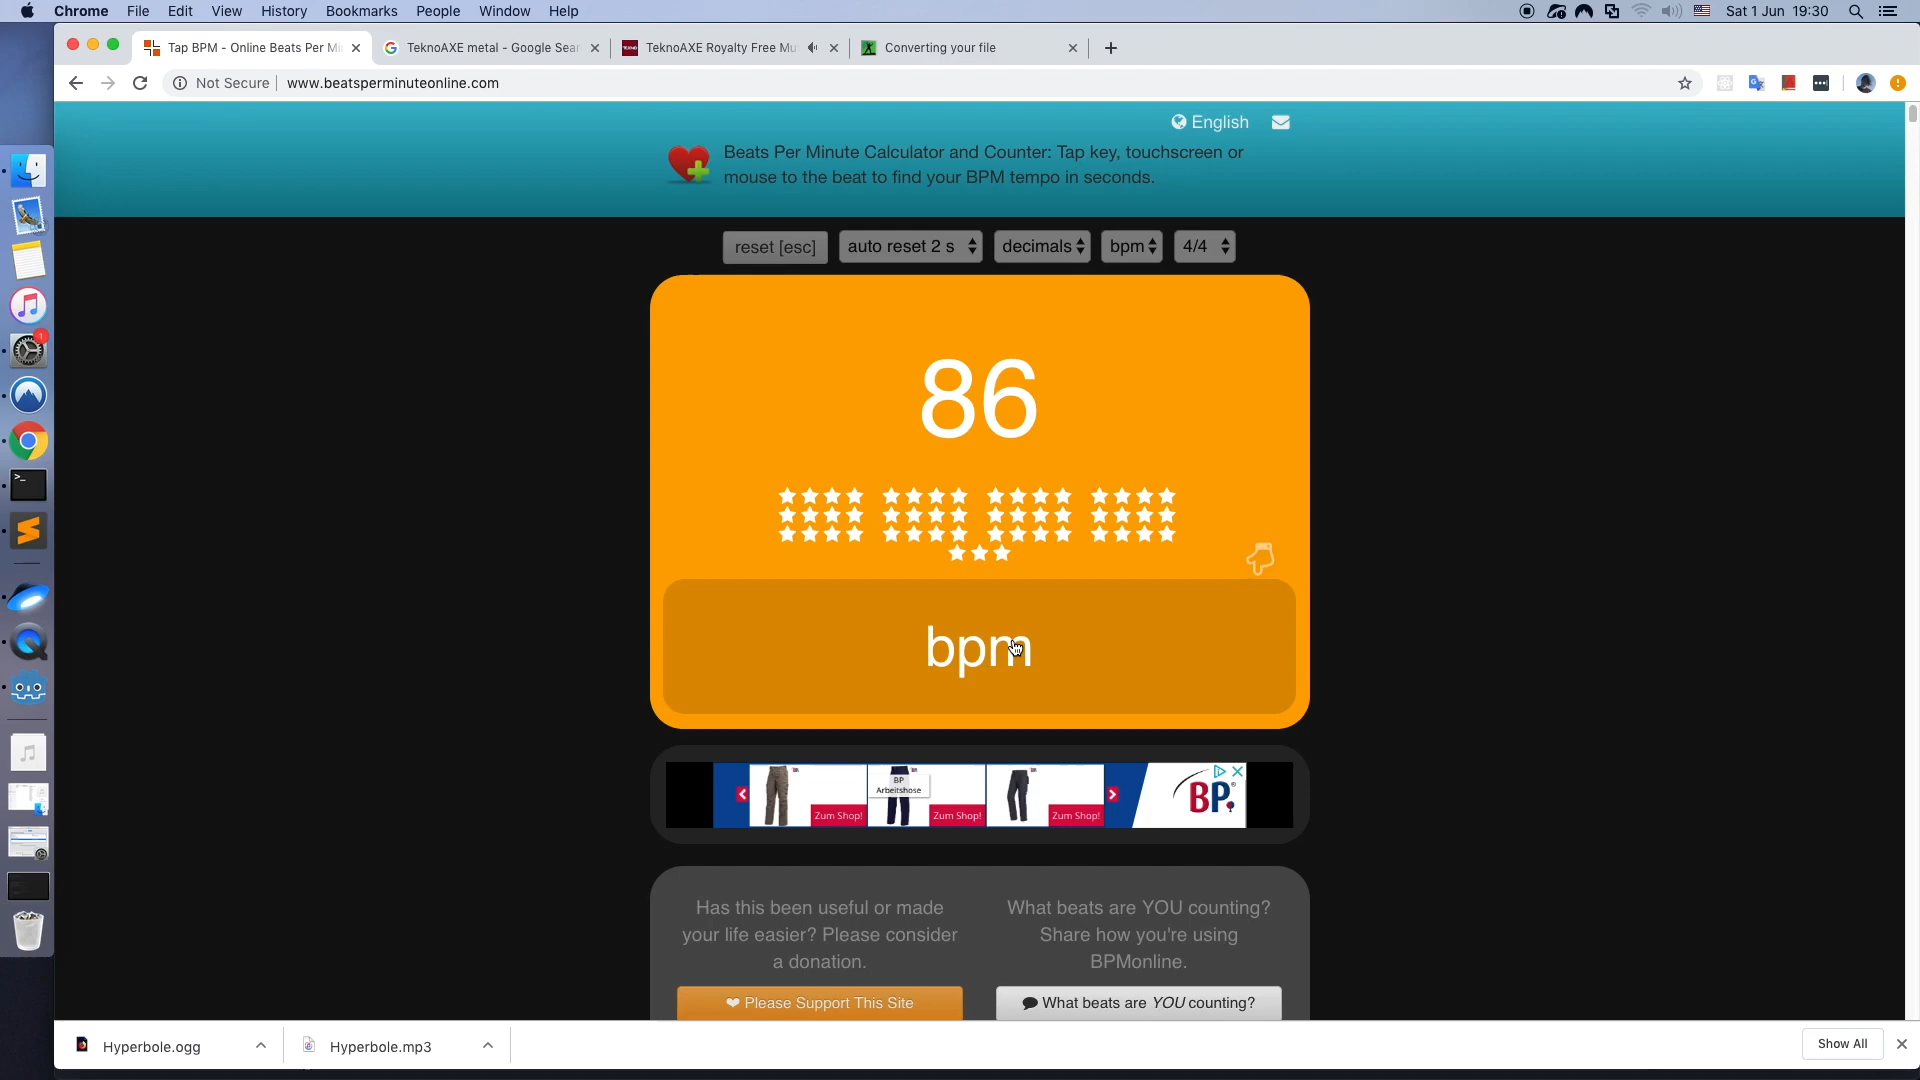 Chrome File Edit View History Bookmarks People Window Help
Sat 1 Jun 19:30
Tap BPM - Online Beats Per Mi
TeknoAXE metal - Google Sear
TeknoAXE Royalty Free Mu
Converting your file
Not Secure
www.beatsperminuteonline.com
English
Beats Per Minute Calculator and Counter: Tap key, touchscreen or
mouse to the beat to find your BPM tempo in seconds.
reset [esc]
auto reset 2 s
decimals
bpm
4/4
86
bpm
BP
Arbeitshose
Zum Shop!
Zum Shop!
Zum Shop!
BP
Has this been useful or made
your life easier? Please consider
a donation.
Please Support This Site
What beats are YOU counting?
Share how you're using
BPMonline.
What beats are YOU counting?
Hyperbole.ogg
Hyperbole.mp3
Show All